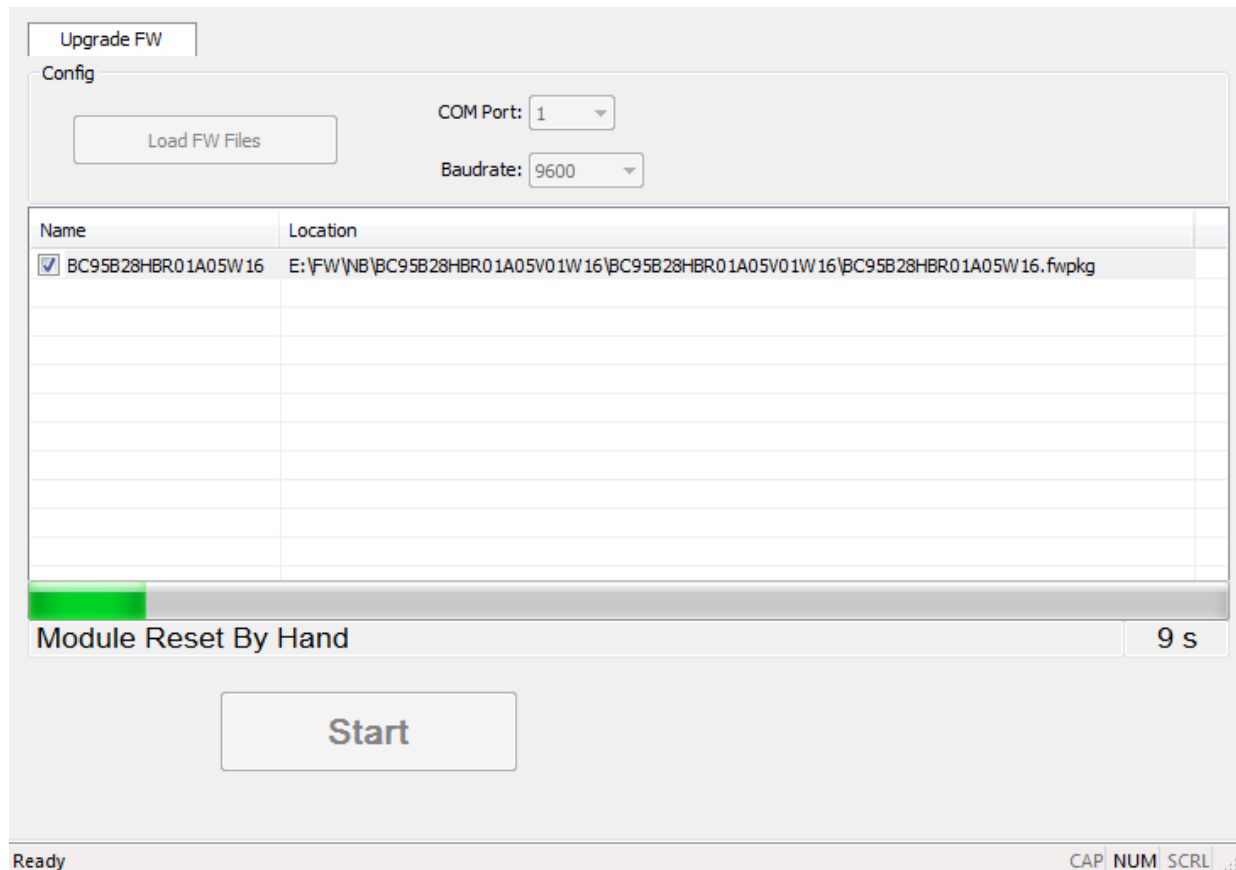 Upgrade FW
Config
Load FW Files
COM Port: 1
Baudrate: 9600
Name Location
BC95B28HBR01A05W16 E:\FW\NB\BC95B28HBR01A05V01W16\BC95B28HBR01A05V01W16\BC95B28HBR01A05W16.fwpkg
Module Reset By Hand 9 s
Start
Ready CAP NUM SCRL